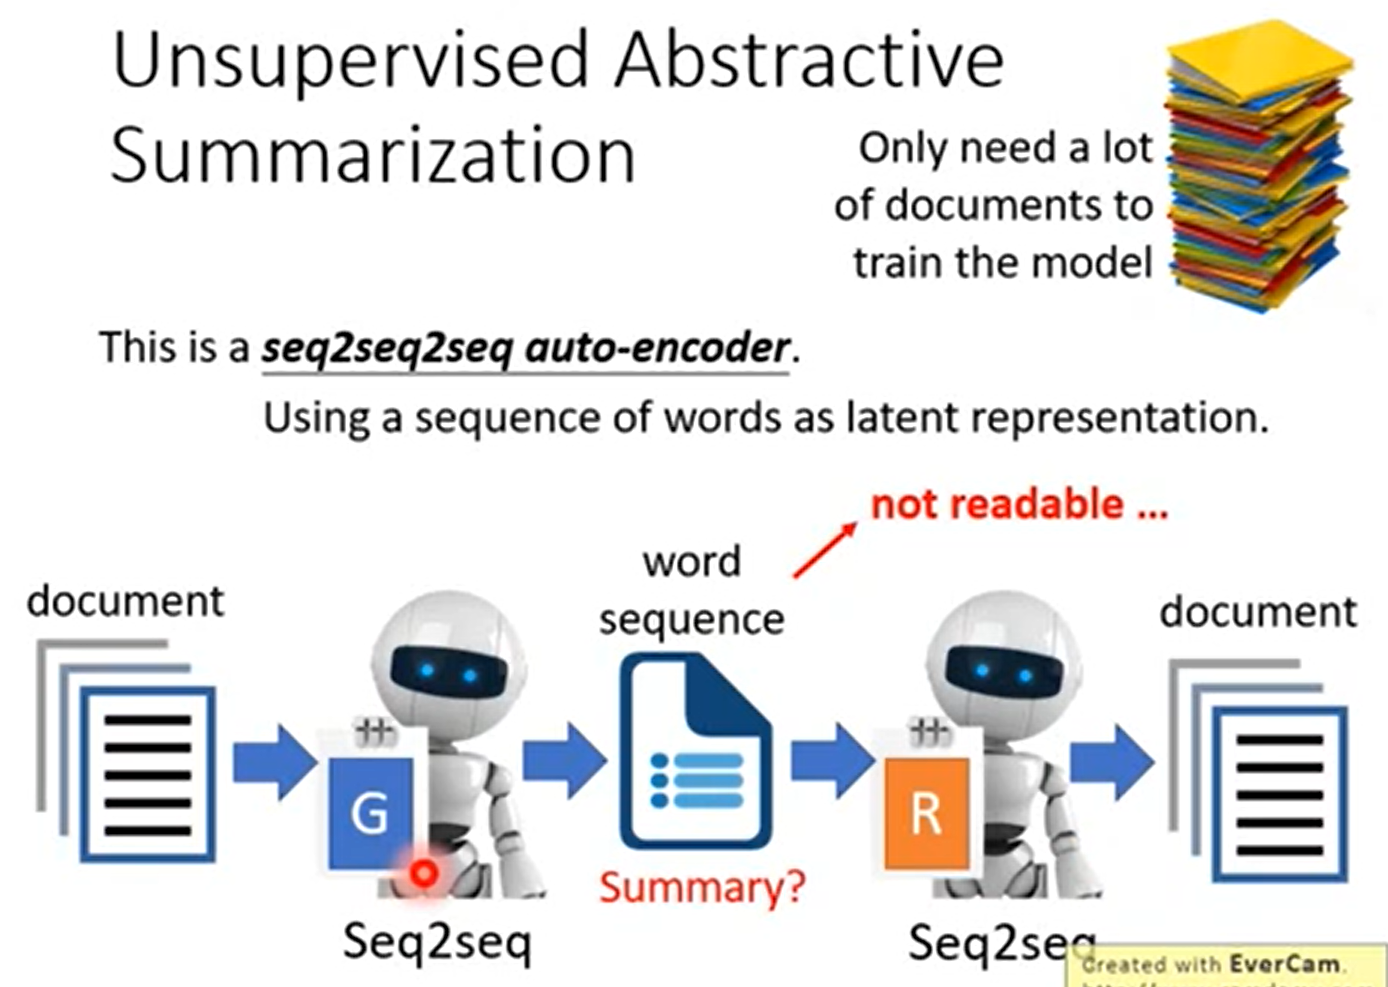 Unsupervised Abstractive
Summarization
Only need a lot
of documents to
train the model
This is a seq2seq2seq auto-encoder.
Using a sequence of words as latent representation.
not readable ...
word
sequence
document
document
G
R
Summary?
Seq2seq
Seq2seq
Created with EverCam.